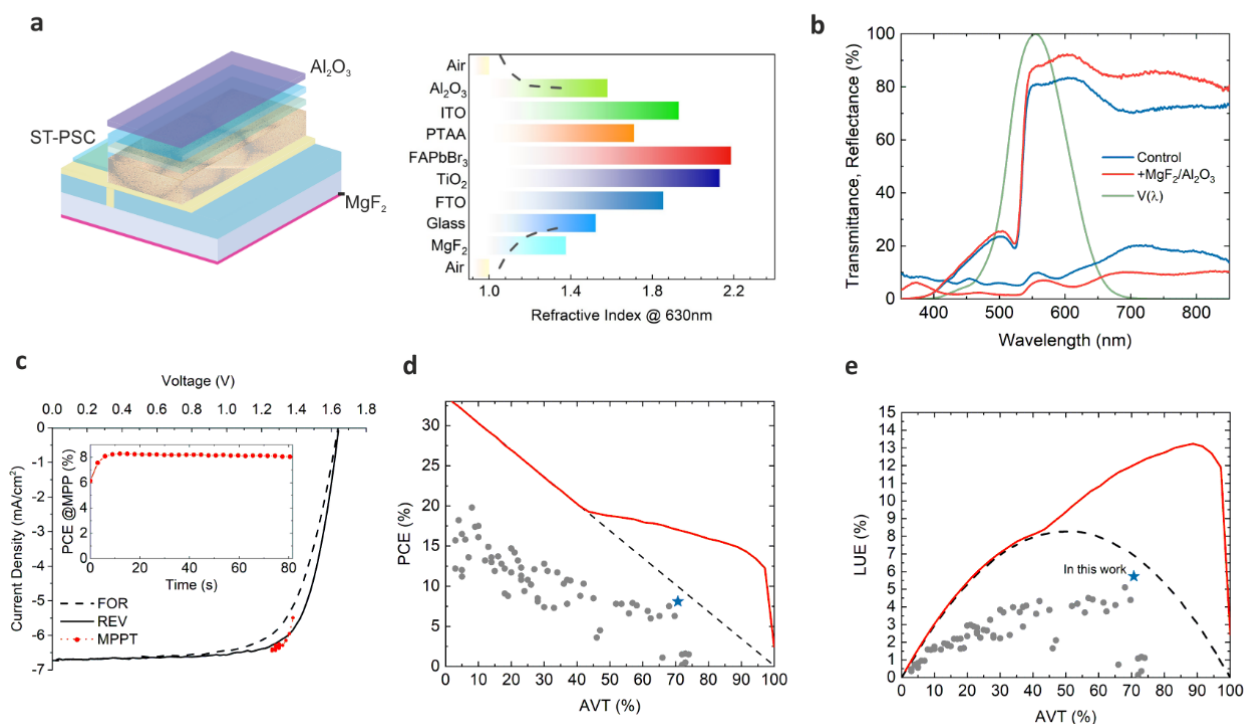 a
Al₂O₃
ST-PSC
MgF₂
Air
Al₂O₃
ITO
PTAA
FAPbBr₃
TiO₂
FTO
Glass
MgF₂
Air
1.0 1.4 1.8 2.2
Refractive Index @ 630nm
b
Transmittance, Reflectance (%)
100
90
80
70
60
50
40
30
20
10
0
Control
+MgF₂/Al₂O₃
V(λ)
400 500 600 700 800
Wavelength (nm)
c
Voltage (V)
0.0 0.2 0.4 0.6 0.8 1.0 1.2 1.4 1.6 1.8
Current Density (mA/cm²)
0
-1
-2
-3
-4
-5
-6
-7
PCE @MPP (%)
8
6
4
2
0
0 20 40 60 80
Time (s)
FOR
REV
MPPT
d
PCE (%)
30
25
20
15
10
5
0
0 10 20 30 40 50 60 70 80 90 100
AVT (%)
e
LUE (%)
15
14
13
12
11
10
9
8
7
6
5
4
3
2
1
0
In this work
0 10 20 30 40 50 60 70 80 90 100
AVT (%)